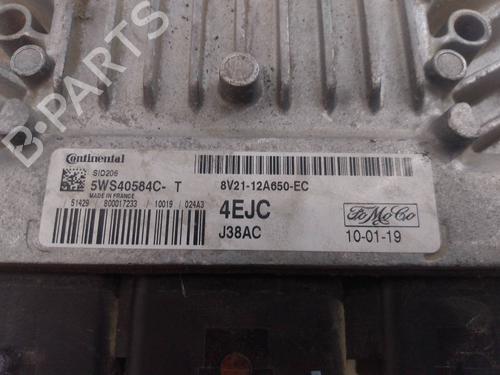 B-PARTS
Continental
SID206
5WS40584C- T
MADE IN FRANCE
S1429 / 800017233 / 10019 / 024A3
8V21-12A650-EC
4EJC
J38AC
FoMoCo
10-01-19